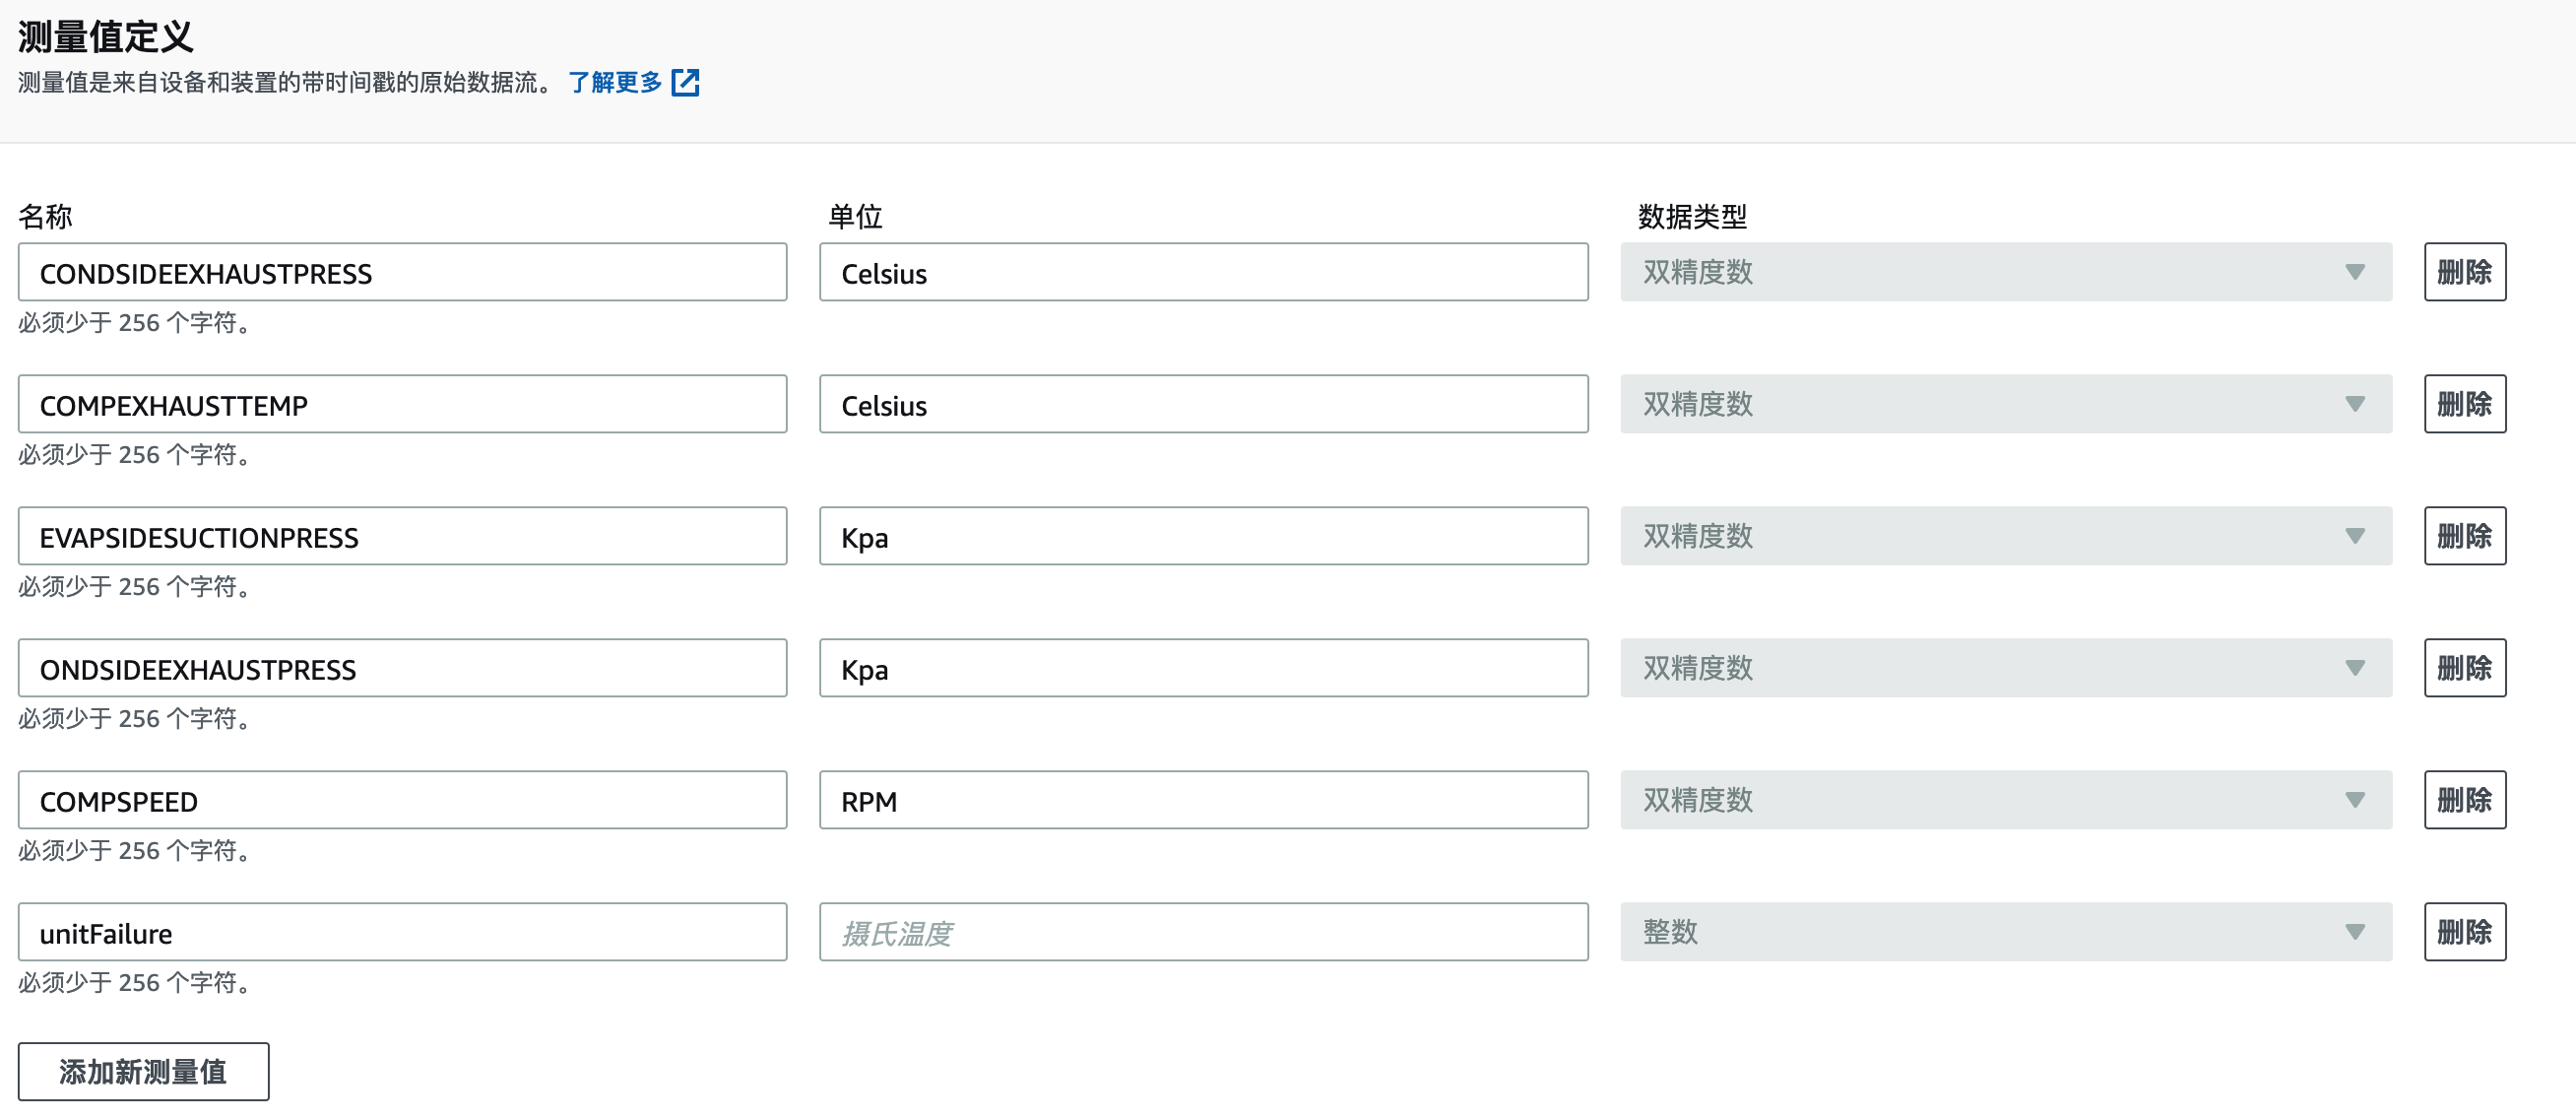 测量值定义
测量值是来自设备和装置的带时间戳的原始数据流。 了解更多
名称 单位 数据类型
CONDSIDEEXHAUSTPRESS Celsius 双精度数 删除
必须少于 256 个字符。
COMPEXHAUSTTEMP Celsius 双精度数 删除
必须少于 256 个字符。
EVAPSIDESUCTIONPRESS Kpa 双精度数 删除
必须少于 256 个字符。
ONDSIDEEXHAUSTPRESS Kpa 双精度数 删除
必须少于 256 个字符。
COMPSPEED RPM 双精度数 删除
必须少于 256 个字符。
unitFailure 摄氏温度 整数 删除
必须少于 256 个字符。
添加新测量值